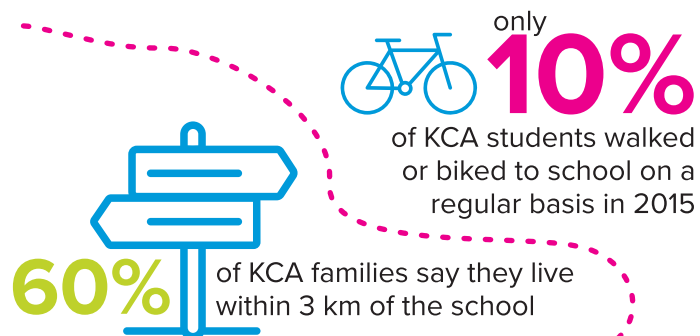 only
10%
of KCA students walked
or biked to school on a
regular basis in 2015
60%
of KCA families say they live
within 3 km of the school